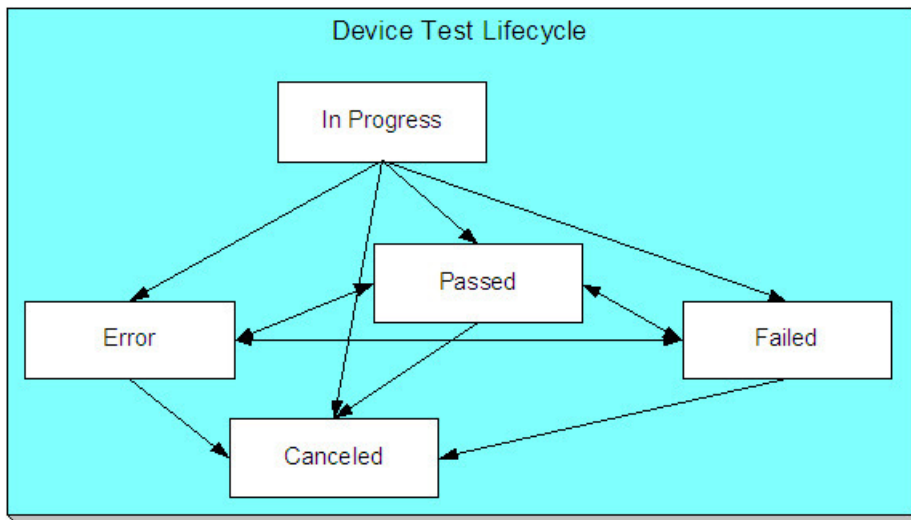 Device Test Lifecycle
In Progress
Passed
Error
Failed
Canceled